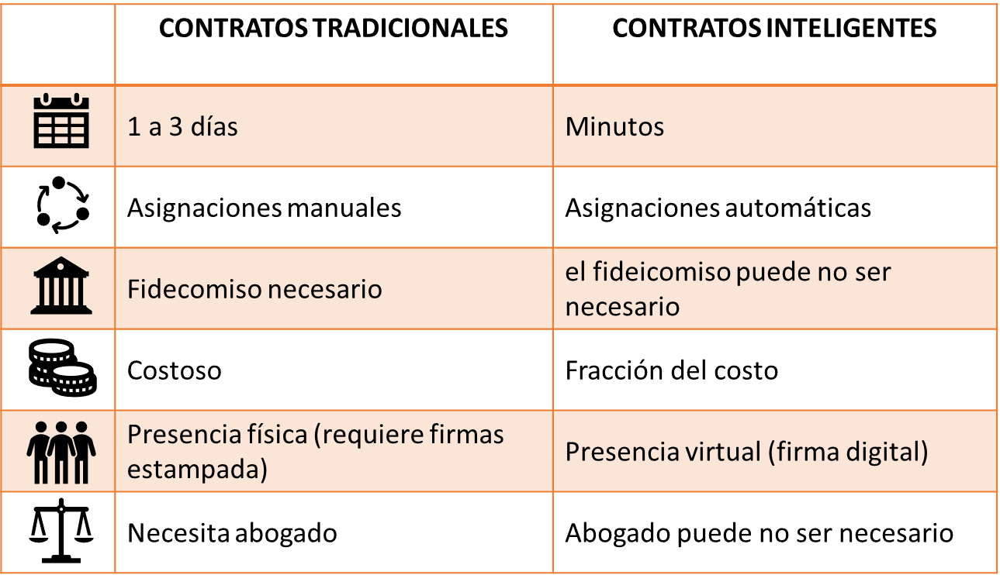 CONTRATOS TRADICIONALES
CONTRATOS INTELIGENTES
1 a 3 días
Minutos
Asignaciones manuales
Asignaciones automáticas
Fidecomiso necesario
el fideicomiso puede no ser
necesario
Costoso
Fracción del costo
Presencia física (requiere firmas
estampada)
Presencia virtual (firma digital)
Necesita abogado
Abogado puede no ser necesario